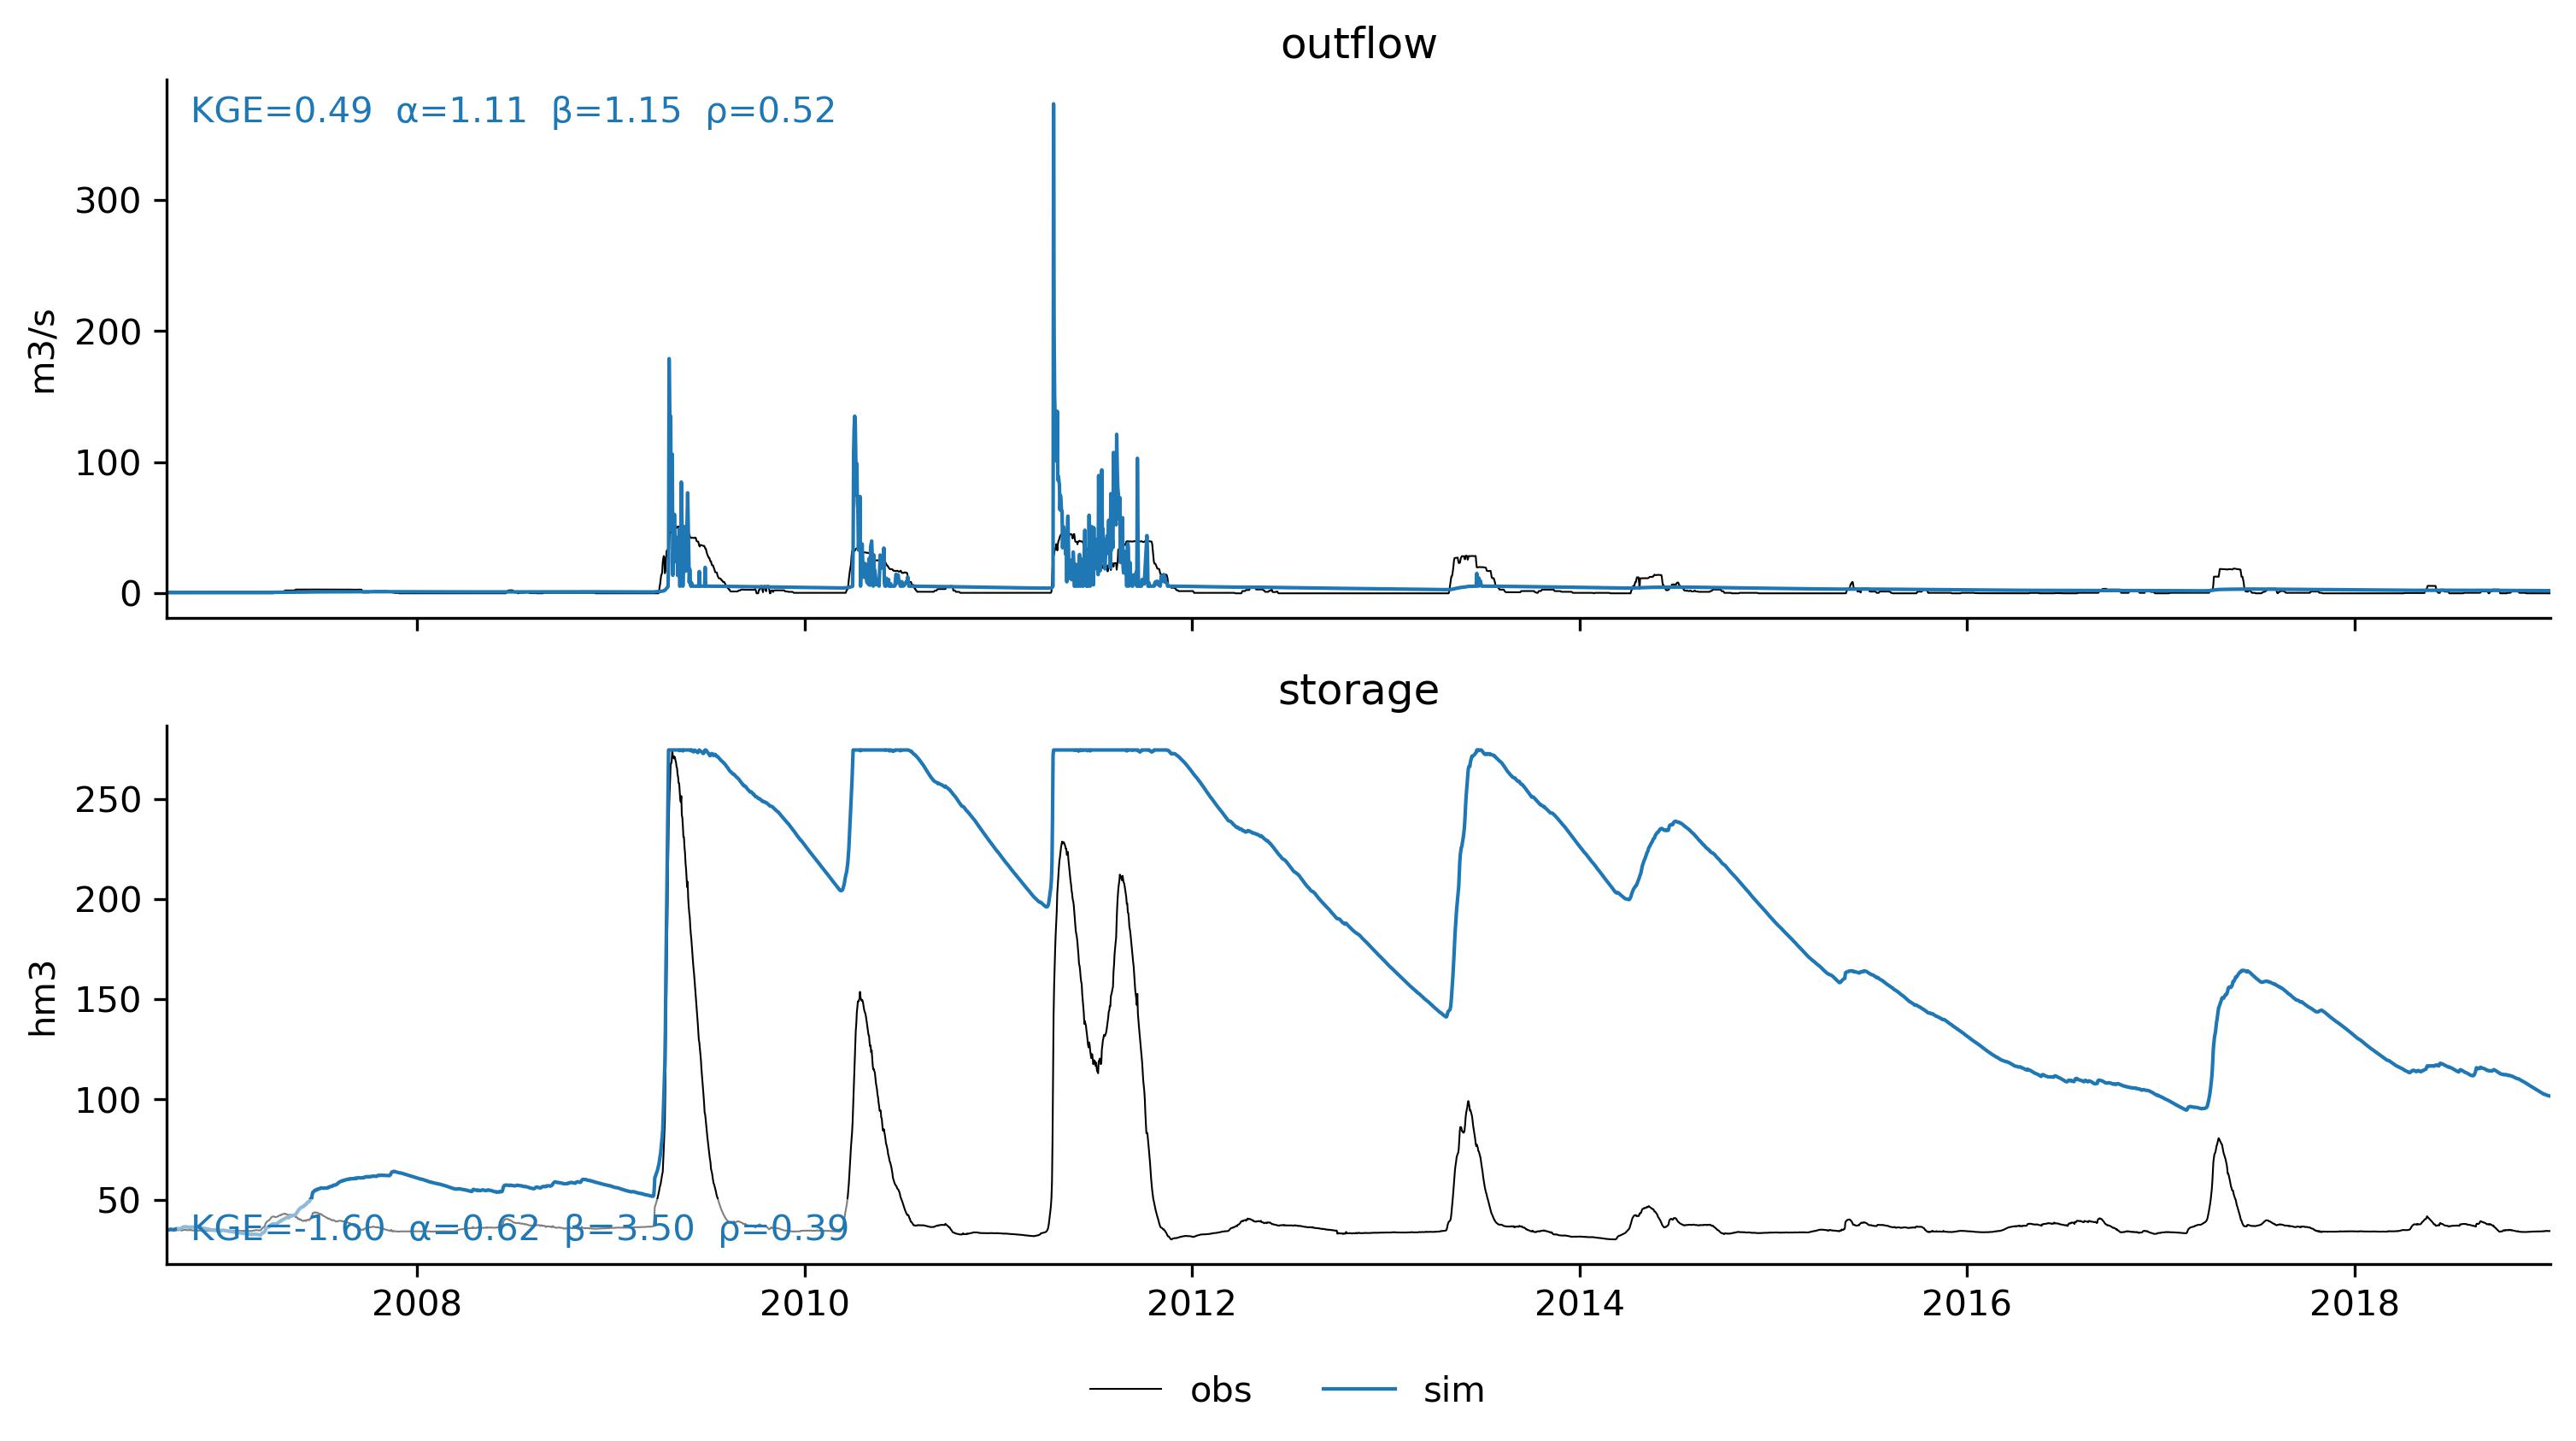 outflow
KGE=0.49 α=1.11 β=1.15 ρ=0.52
m3/s
300
200
100
0
storage
hm3
250
200
150
100
50
KGE=-1.60 α=0.62 β=3.50 ρ=0.39
2008 2010 2012 2014 2016 2018
obs sim